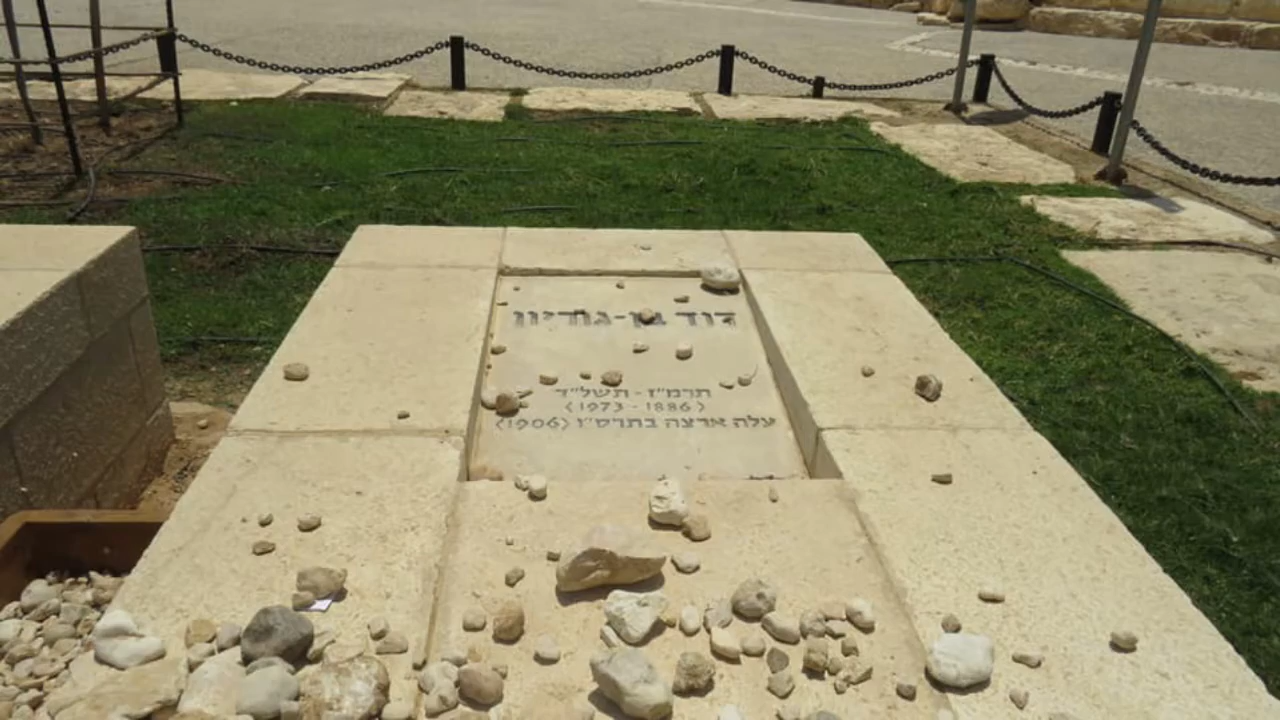 דוד בן-גוריון
תרמ"ז - תשל"ד
(1973 - 1886)
עלה ארצה בתרס"ו (1906)